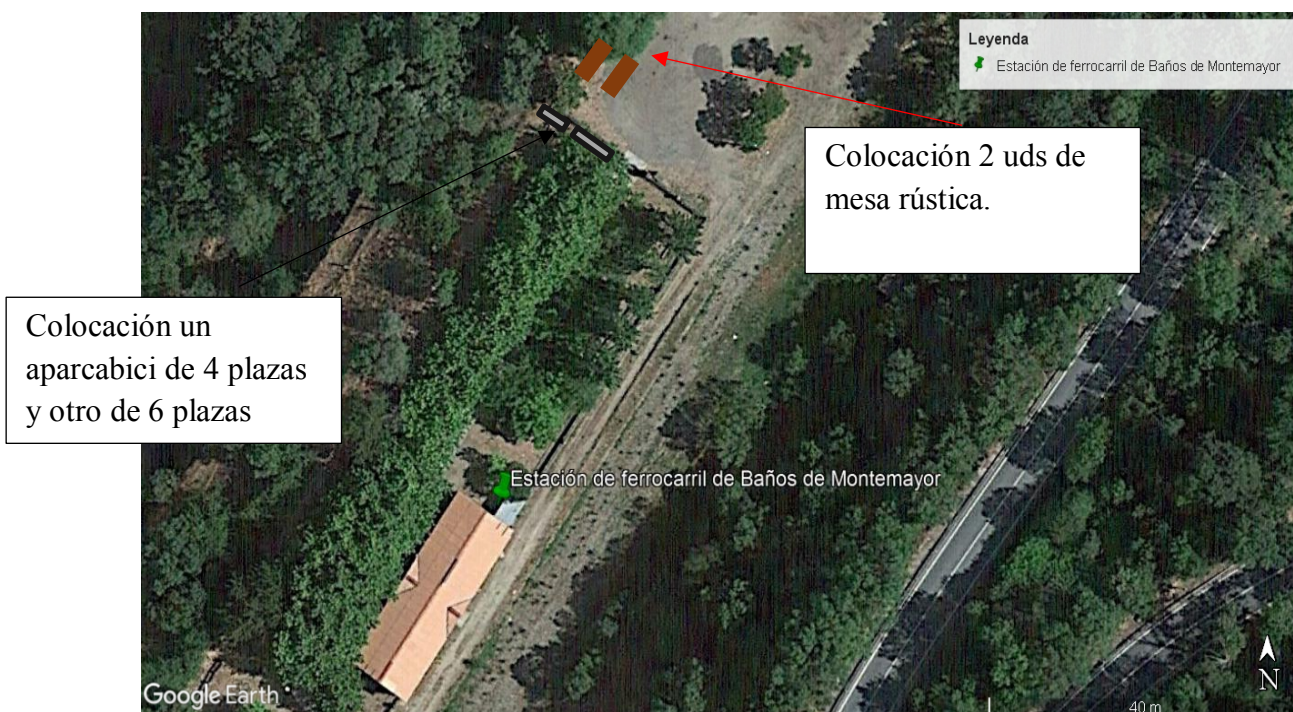 Leyenda
Estación de ferrocarril de Baños de Montemayor
Colocación 2 uds de
mesa rústica.
Colocación un
aparcabici de 4 plazas
y otro de 6 plazas
Estación de ferrocarril de Baños de Montemayor
Google Earth
N
40 m